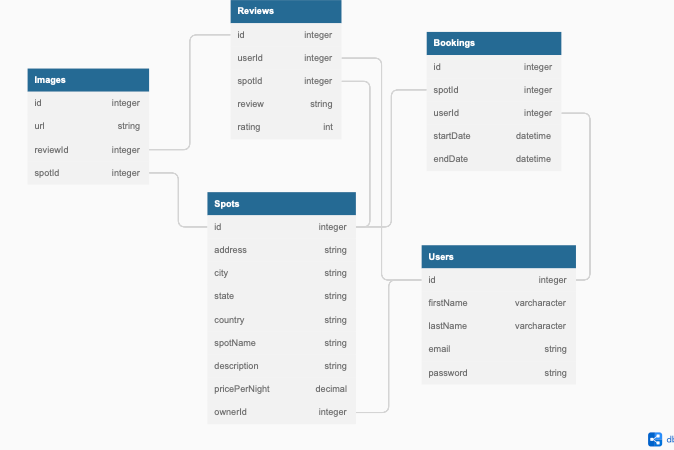 Reviews
id integer
userId integer
spotId integer
review string
rating int
Bookings
id integer
spotId integer
userId integer
startDate datetime
endDate datetime
Images
id integer
url string
reviewId integer
spotId integer
Spots
id integer
address string
city string
state string
country string
spotName string
description string
pricePerNight decimal
ownerId integer
Users
id integer
firstName varcharacter
lastName varcharacter
email string
password string
db